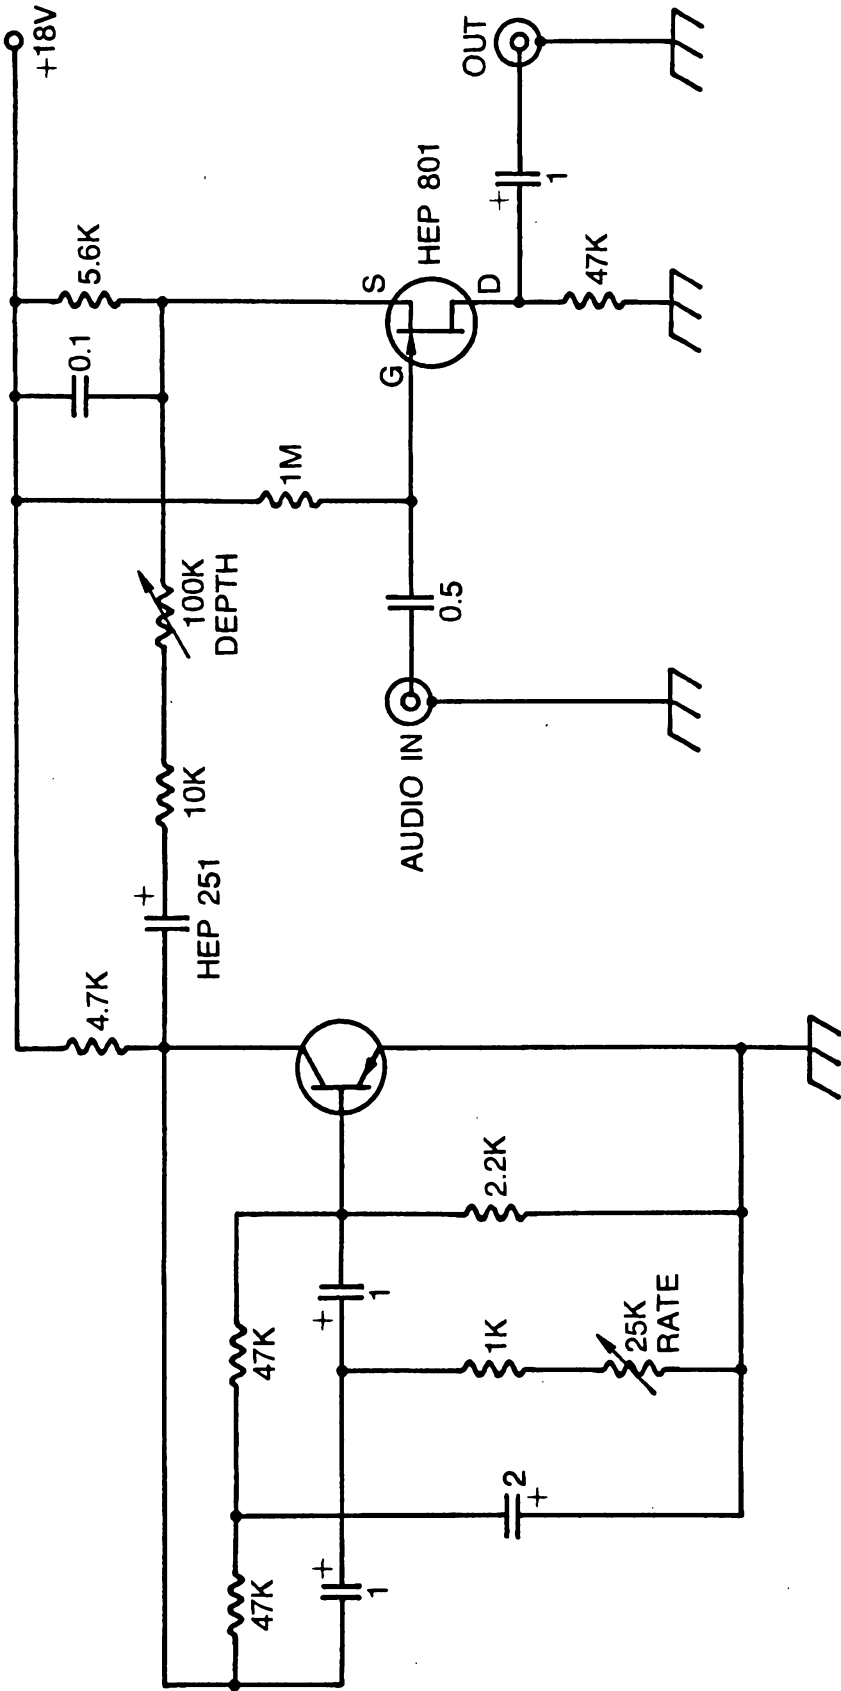 +18V
OUT
5.6K
0.1
1M
100K
DEPTH
10K
+
HEP 251
4.7K
S
G
D
HEP 801
+
1
47K
0.5
AUDIO IN
47K
47K
+
1
+
1
2
+
1K
25K
RATE
2.2K